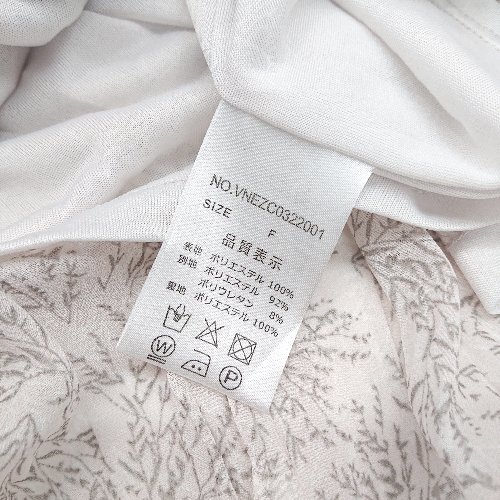 NO.VNEZC0322001
SIZE F
品質表示
表地 ポリエステル 100%
別地 ポリエステル 92%
ポリウレタン 8%
裏地 ポリエステル 100%
W P